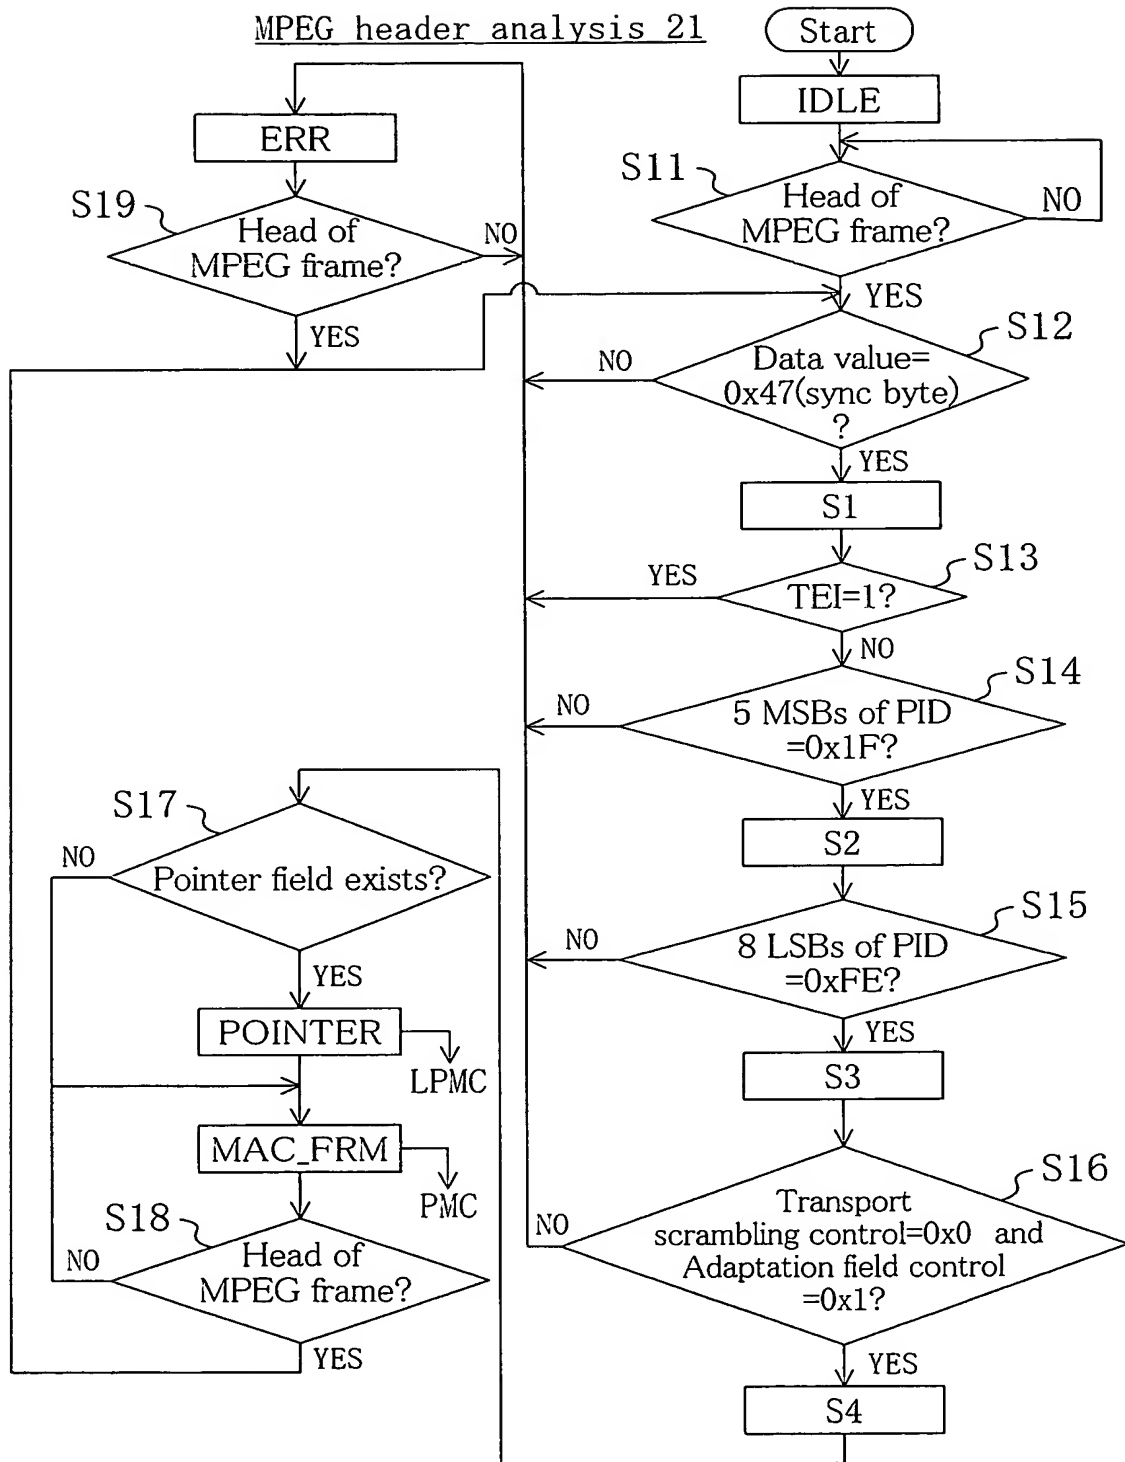 MPEG header analysis 21
Start
IDLE
S11
Head of
MPEG frame?
NO
YES
ERR
S19
Head of
MPEG frame?
NO
YES
S12
Data value=
0x47(sync byte)
?
NO
YES
S1
S13
TEI=1?
YES
NO
S14
5 MSBs of PID
=0x1F?
NO
YES
S2
S15
8 LSBs of PID
=0xFE?
NO
YES
S3
S16
Transport
scrambling control=0x0 and
Adaptation field control
=0x1?
NO
YES
S4
S17
Pointer field exists?
NO
YES
POINTER
LPMC
MAC_FRM
PMC
S18
Head of
MPEG frame?
NO
YES